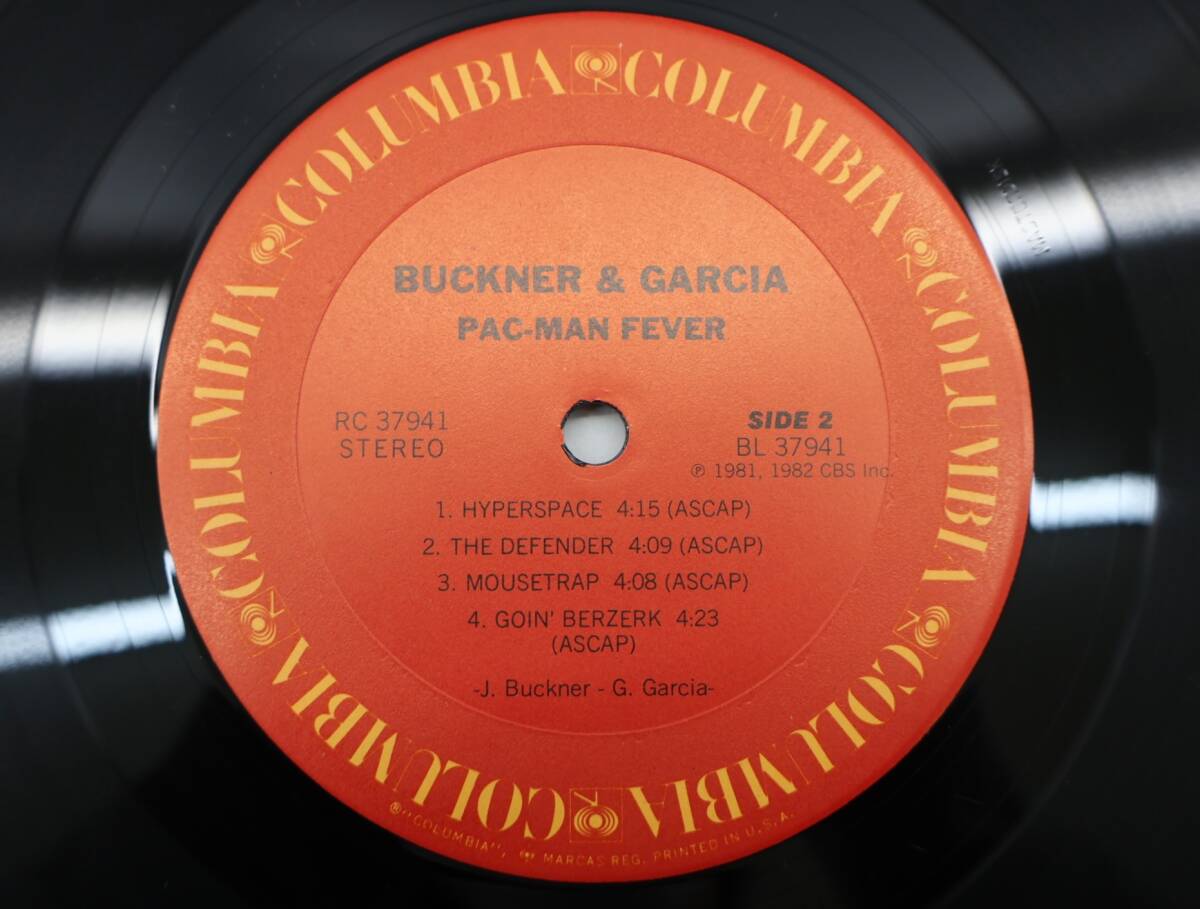 COLUMBIA COLUMBIA COLUMBIA COLUMBIA COLUMBIA COLUMBIA
BUCKNER & GARCIA
PAC-MAN FEVER
RC 37941
STEREO
SIDE 2
BL 37941
℗ 1981, 1982 CBS Inc.
1. HYPERSPACE 4:15 (ASCAP)
2. THE DEFENDER 4:09 (ASCAP)
3. MOUSETRAP 4:08 (ASCAP)
4. GOIN' BERZERK 4:23
(ASCAP)
-J. Buckner - G. Garcia-
® "COLUMBIA", MARCAS REG. PRINTED IN U.S.A.